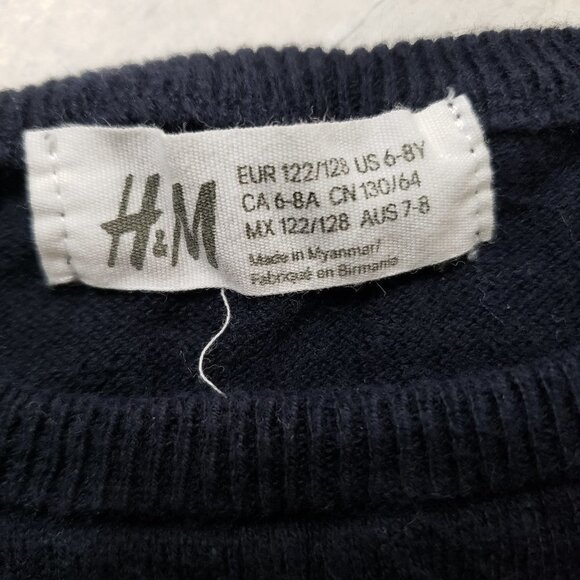 H&M
EUR 122/128 US 6-8Y
CA 6-8A CN 130/64
MX 122/128 AUS 7-8
Made in Myanmar/
Fabriqué en Birmania